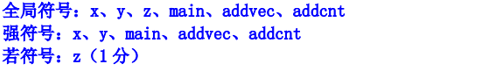 全局符号：x、y、z、main、addvec、addcnt
强符号：x、y、main、addvec、addcnt
若符号：z（1 分）